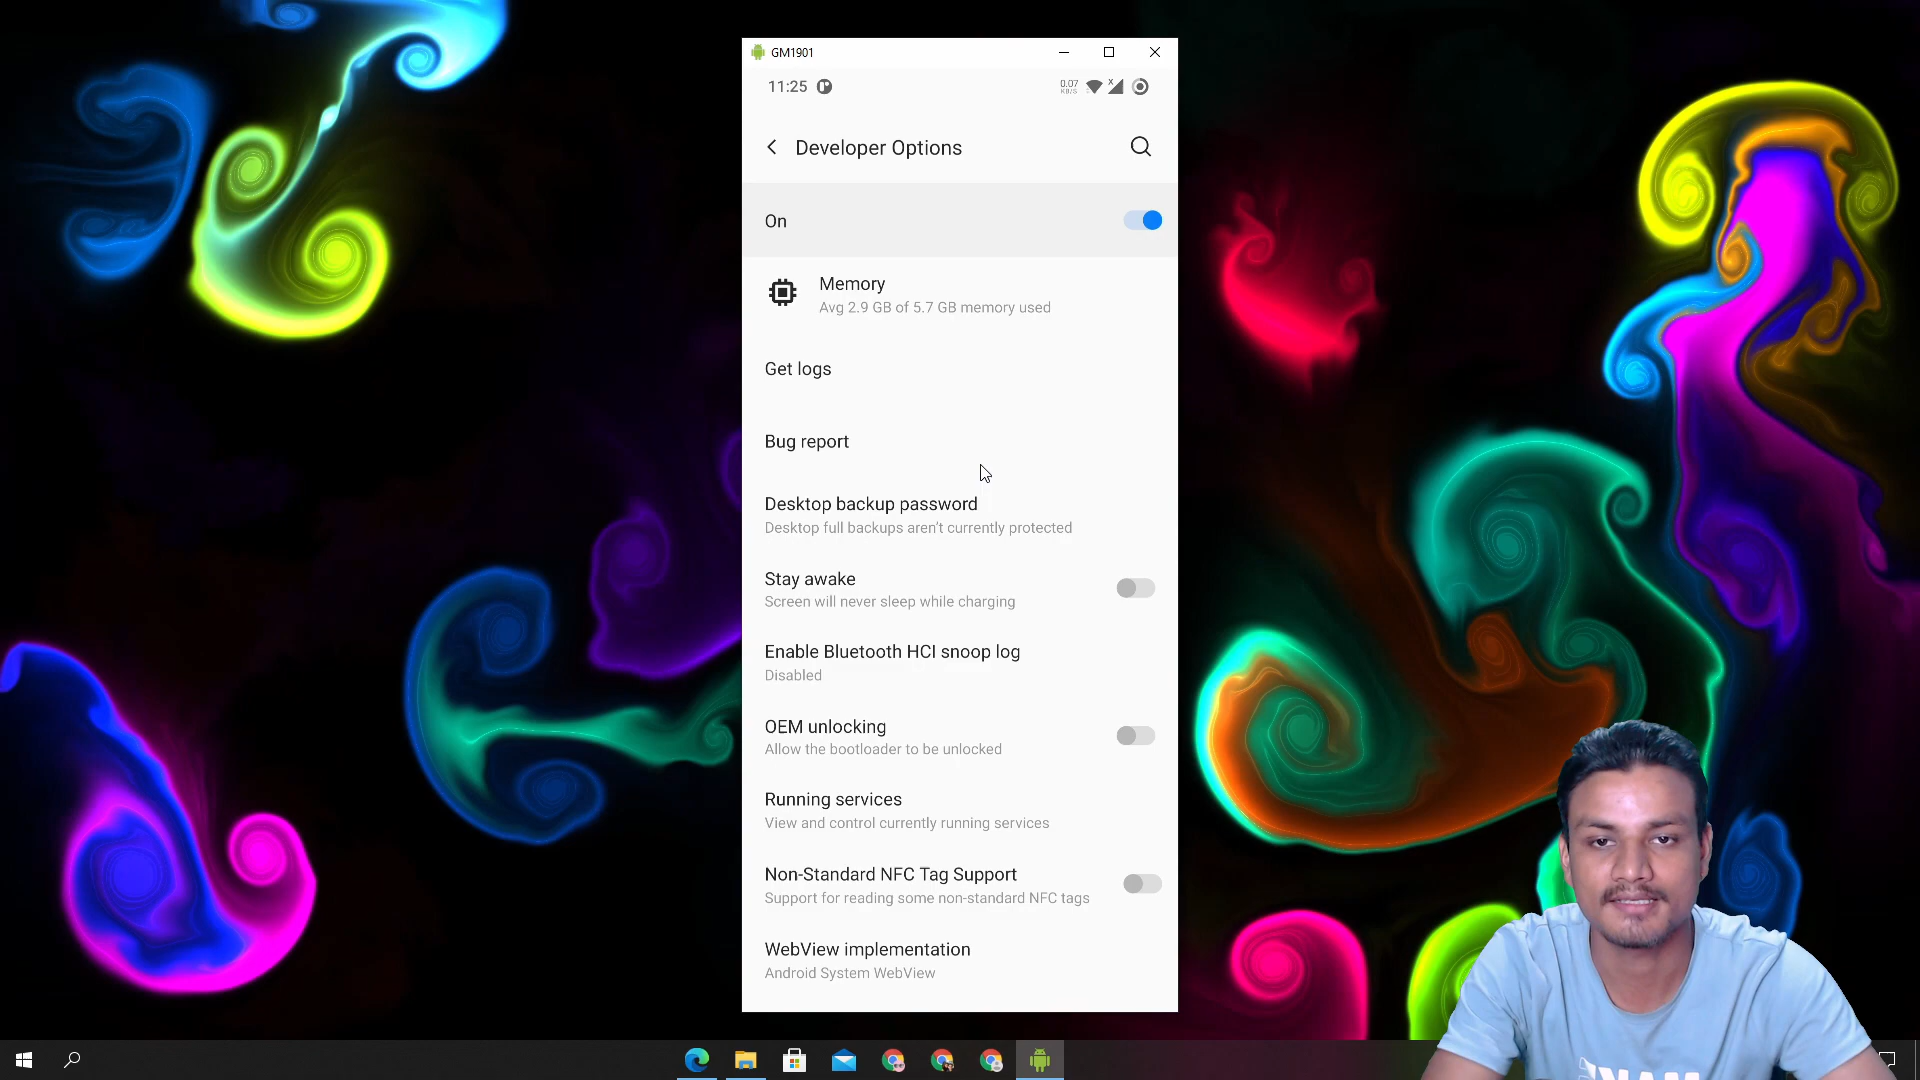 GM1901
11:25
0.07
KB/S
X
Developer Options
On
Memory
Avg 2.9 GB of 5.7 GB memory used
Get logs
Bug report
Desktop backup password
Desktop full backups aren't currently protected
Stay awake
Screen will never sleep while charging
Enable Bluetooth HCI snoop log
Disabled
OEM unlocking
Allow the bootloader to be unlocked
Running services
View and control currently running services
Non-Standard NFC Tag Support
Support for reading some non-standard NFC tags
WebView implementation
Android System WebView